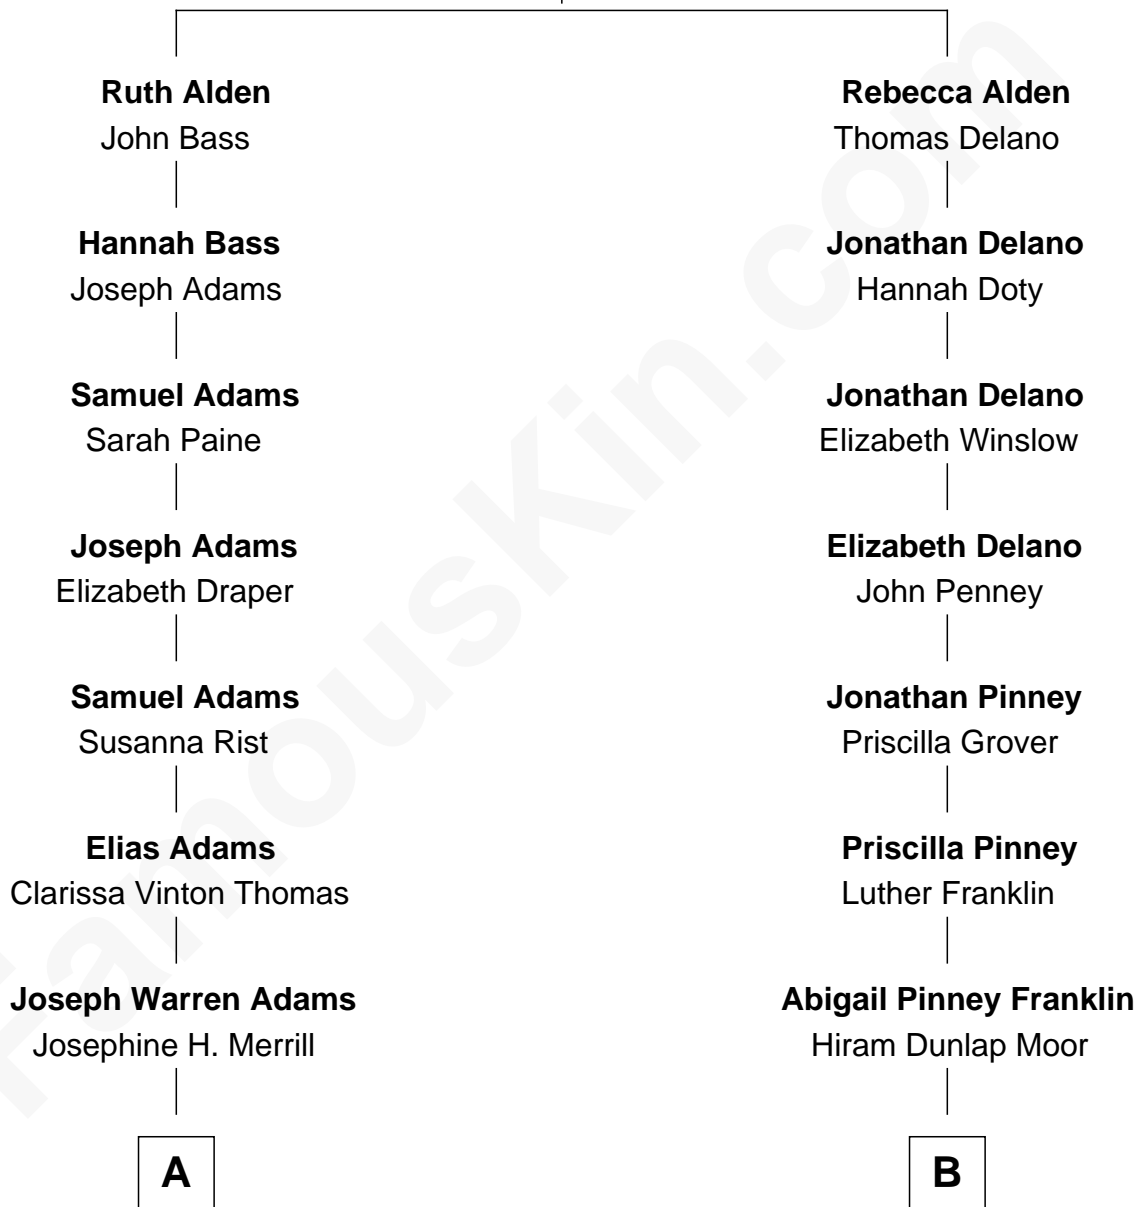 Ruth Alden
John Bass
Hannah Bass
Joseph Adams
Samuel Adams
Sarah Paine
Joseph Adams
Elizabeth Draper
Samuel Adams
Susanna Rist
Elias Adams
Clarissa Vinton Thomas
Joseph Warren Adams
Josephine H. Merrill
A
Rebecca Alden
Thomas Delano
Jonathan Delano
Hannah Doty
Jonathan Delano
Elizabeth Winslow
Elizabeth Delano
John Penney
Jonathan Pinney
Priscilla Grover
Priscilla Pinney
Luther Franklin
Abigail Pinney Franklin
Hiram Dunlap Moor
B
FamousKin.com